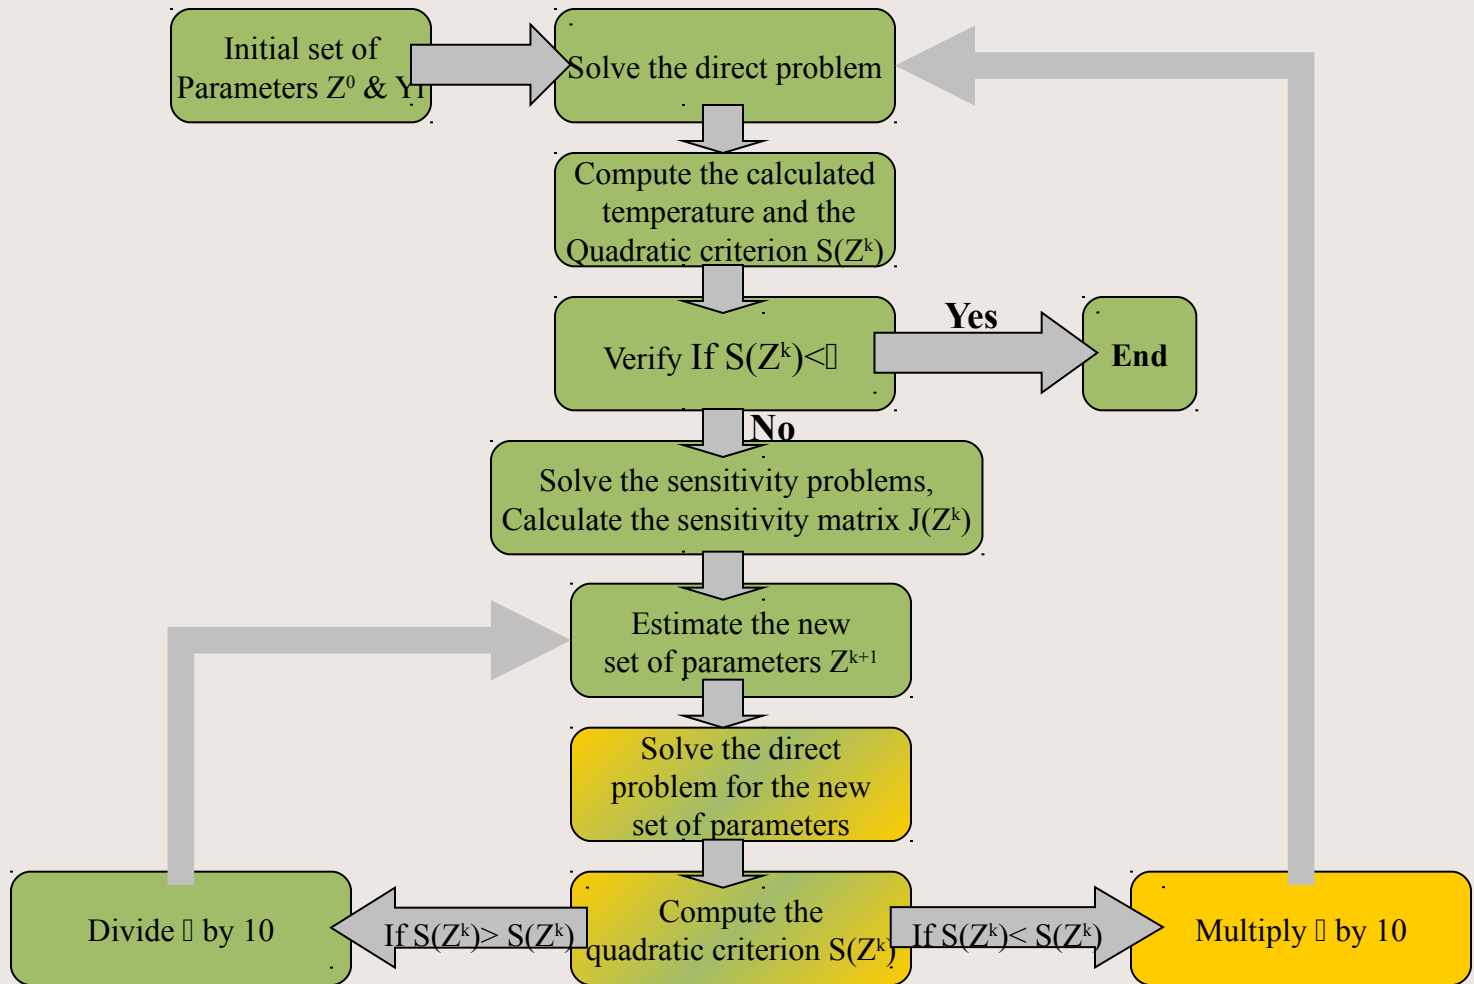 Initial set of
Parameters Z⁰ & Yi
Solve the direct problem
Compute the calculated
temperature and the
Quadratic criterion S(Zᵏ)
Verify If S(Zᵏ)<▯
Yes
End
No
Solve the sensitivity problems,
Calculate the sensitivity matrix J(Zᵏ)
Estimate the new
set of parameters Zᵏ⁺¹
Solve the direct
problem for the new
set of parameters
Divide ▯ by 10
If S(Zᵏ)> S(Zᵏ)
Compute the
quadratic criterion S(Zᵏ)
If S(Zᵏ)< S(Zᵏ)
Multiply ▯ by 10